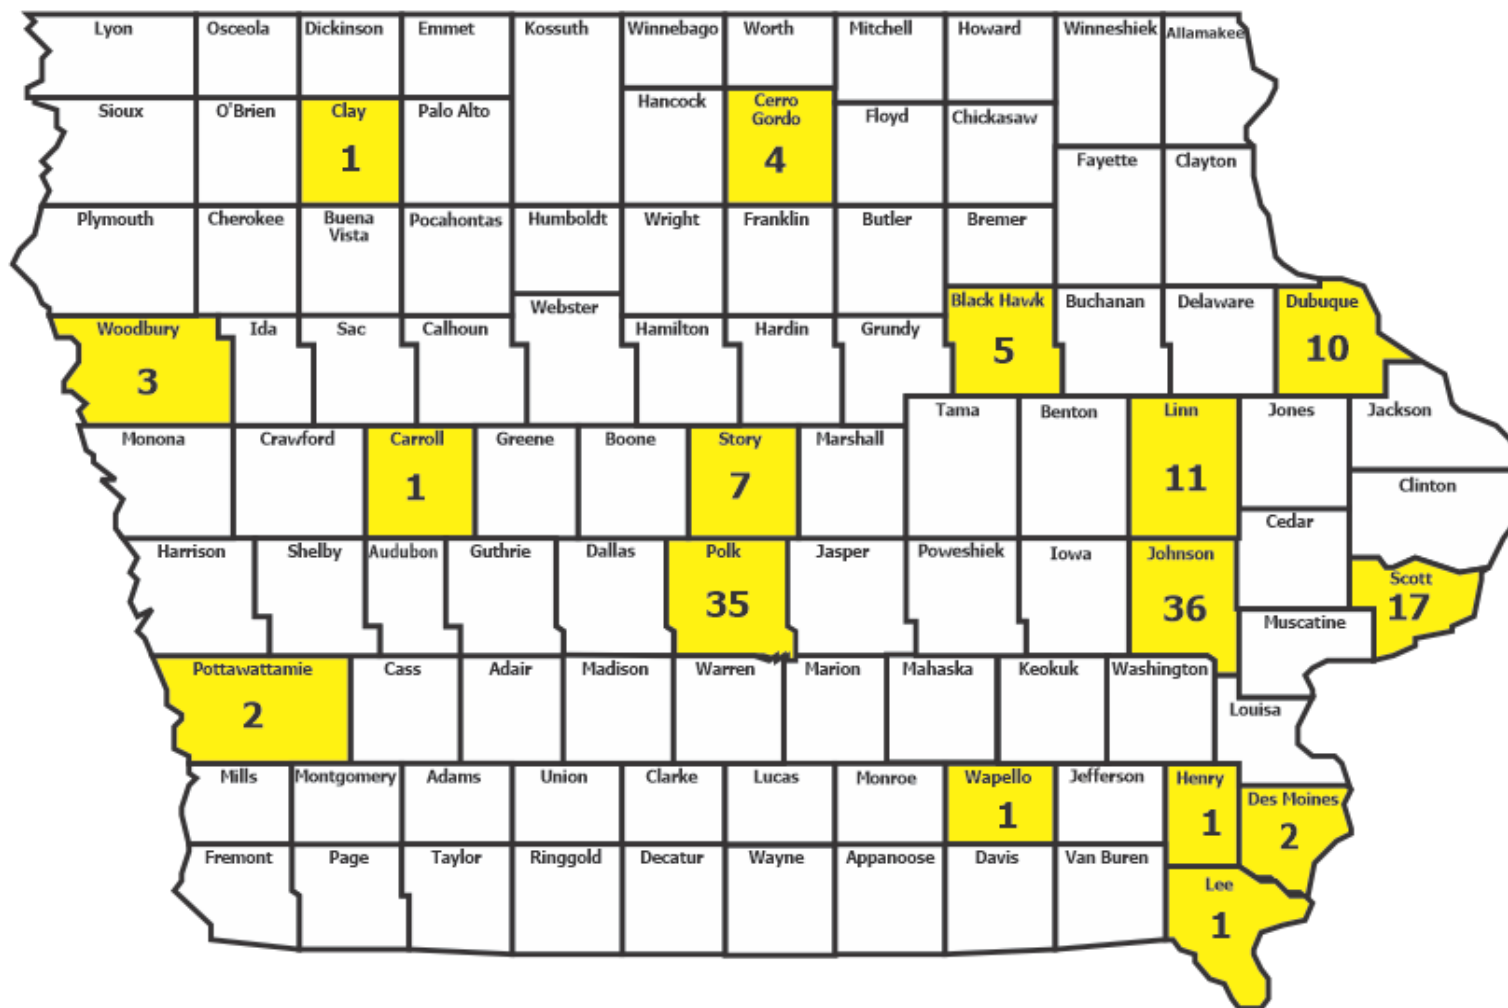 Lyon
Osceola
Dickinson
Emmet
Kossuth
Winnebago
Worth
Mitchell
Howard
Winneshiek
Allamakee
Sioux
O'Brien
Clay
1
Palo Alto
Hancock
Cerro
Gordo
4
Floyd
Chickasaw
Fayette
Clayton
Plymouth
Cherokee
Buena
Vista
Pocahontas
Humboldt
Wright
Franklin
Butler
Bremer
Woodbury
3
Ida
Sac
Calhoun
Webster
Hamilton
Hardin
Grundy
Black Hawk
5
Buchanan
Delaware
Dubuque
10
Monona
Crawford
Carroll
1
Greene
Boone
Story
7
Marshall
Tama
Benton
Linn
11
Jones
Jackson
Clinton
Cedar
Harrison
Shelby
Audubon
Guthrie
Dallas
Polk
35
Jasper
Poweshiek
Iowa
Johnson
36
Scott
17
Muscatine
Pottawattamie
2
Cass
Adair
Madison
Warren
Marion
Mahaska
Keokuk
Washington
Louisa
Mills
Montgomery
Adams
Union
Clarke
Lucas
Monroe
Wapello
1
Jefferson
Henry
1
Des Moines
2
Fremont
Page
Taylor
Ringgold
Decatur
Wayne
Appanoose
Davis
Van Buren
Lee
1